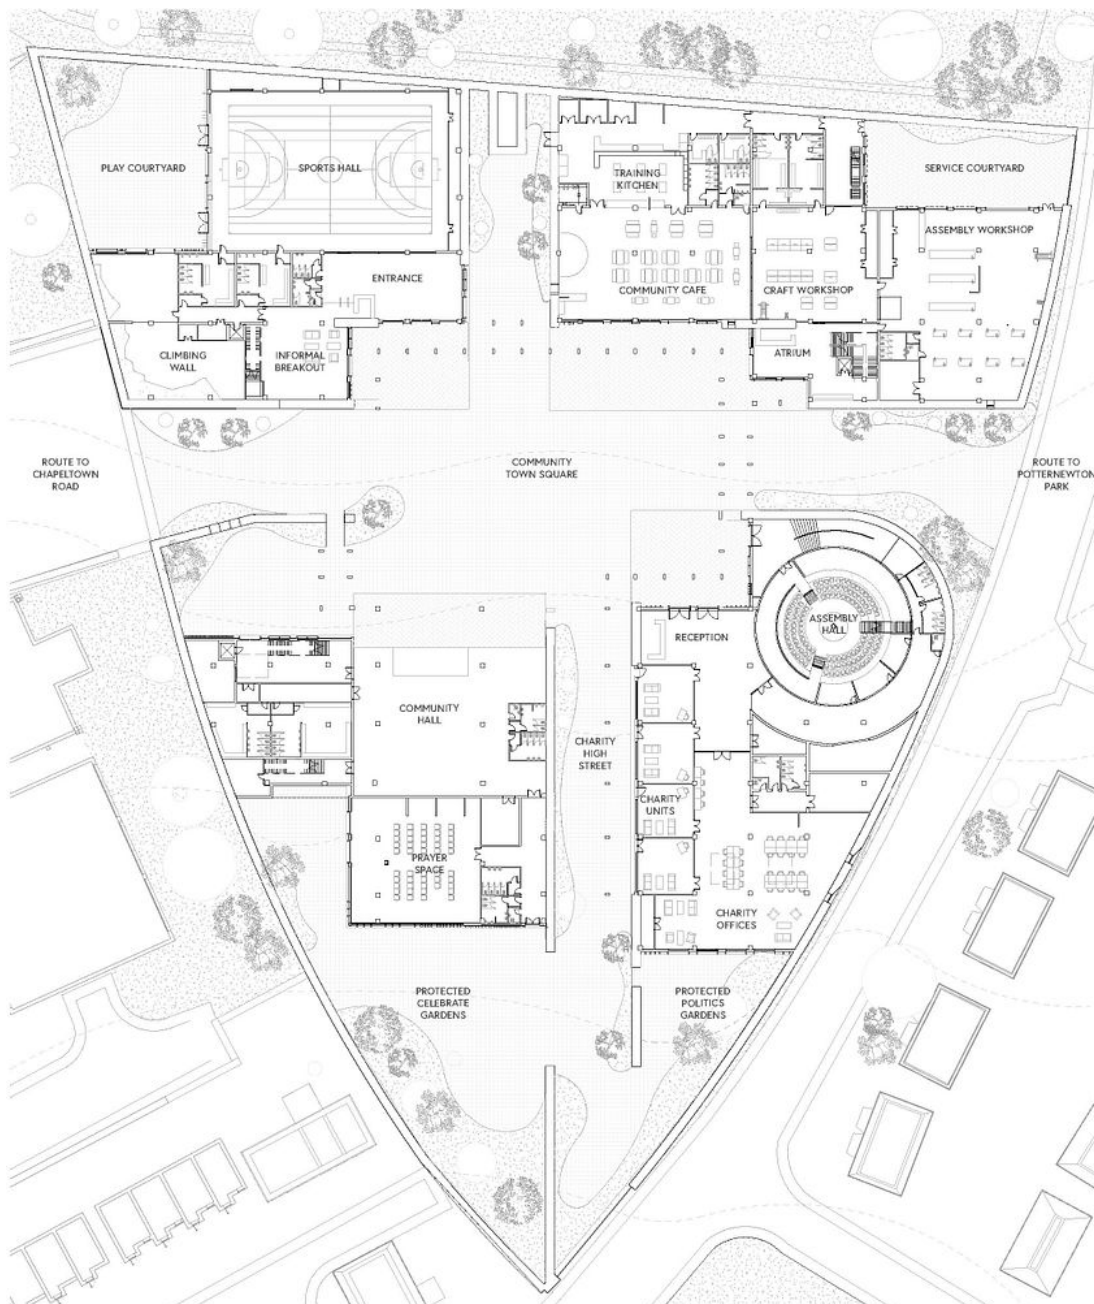 PLAY COURTYARD
SPORTS HALL
TRAINING
KITCHEN
SERVICE COURTYARD
ASSEMBLY WORKSHOP
ENTRANCE
COMMUNITY CAFE
CRAFT WORKSHOP
CLIMBING
WALL
INFORMAL
BREAKOUT
ATRIUM
ROUTE TO
CHAPELTOWN
ROAD
COMMUNITY
TOWN SQUARE
ROUTE TO
POTTERNEWTON
PARK
ASSEMBLY
HALL
RECEPTION
COMMUNITY
HALL
CHARITY
HIGH
STREET
CHARITY
UNITS
PRAYER
SPACE
CHARITY
OFFICES
PROTECTED
CELEBRATE
GARDENS
PROTECTED
POLITICS
GARDENS